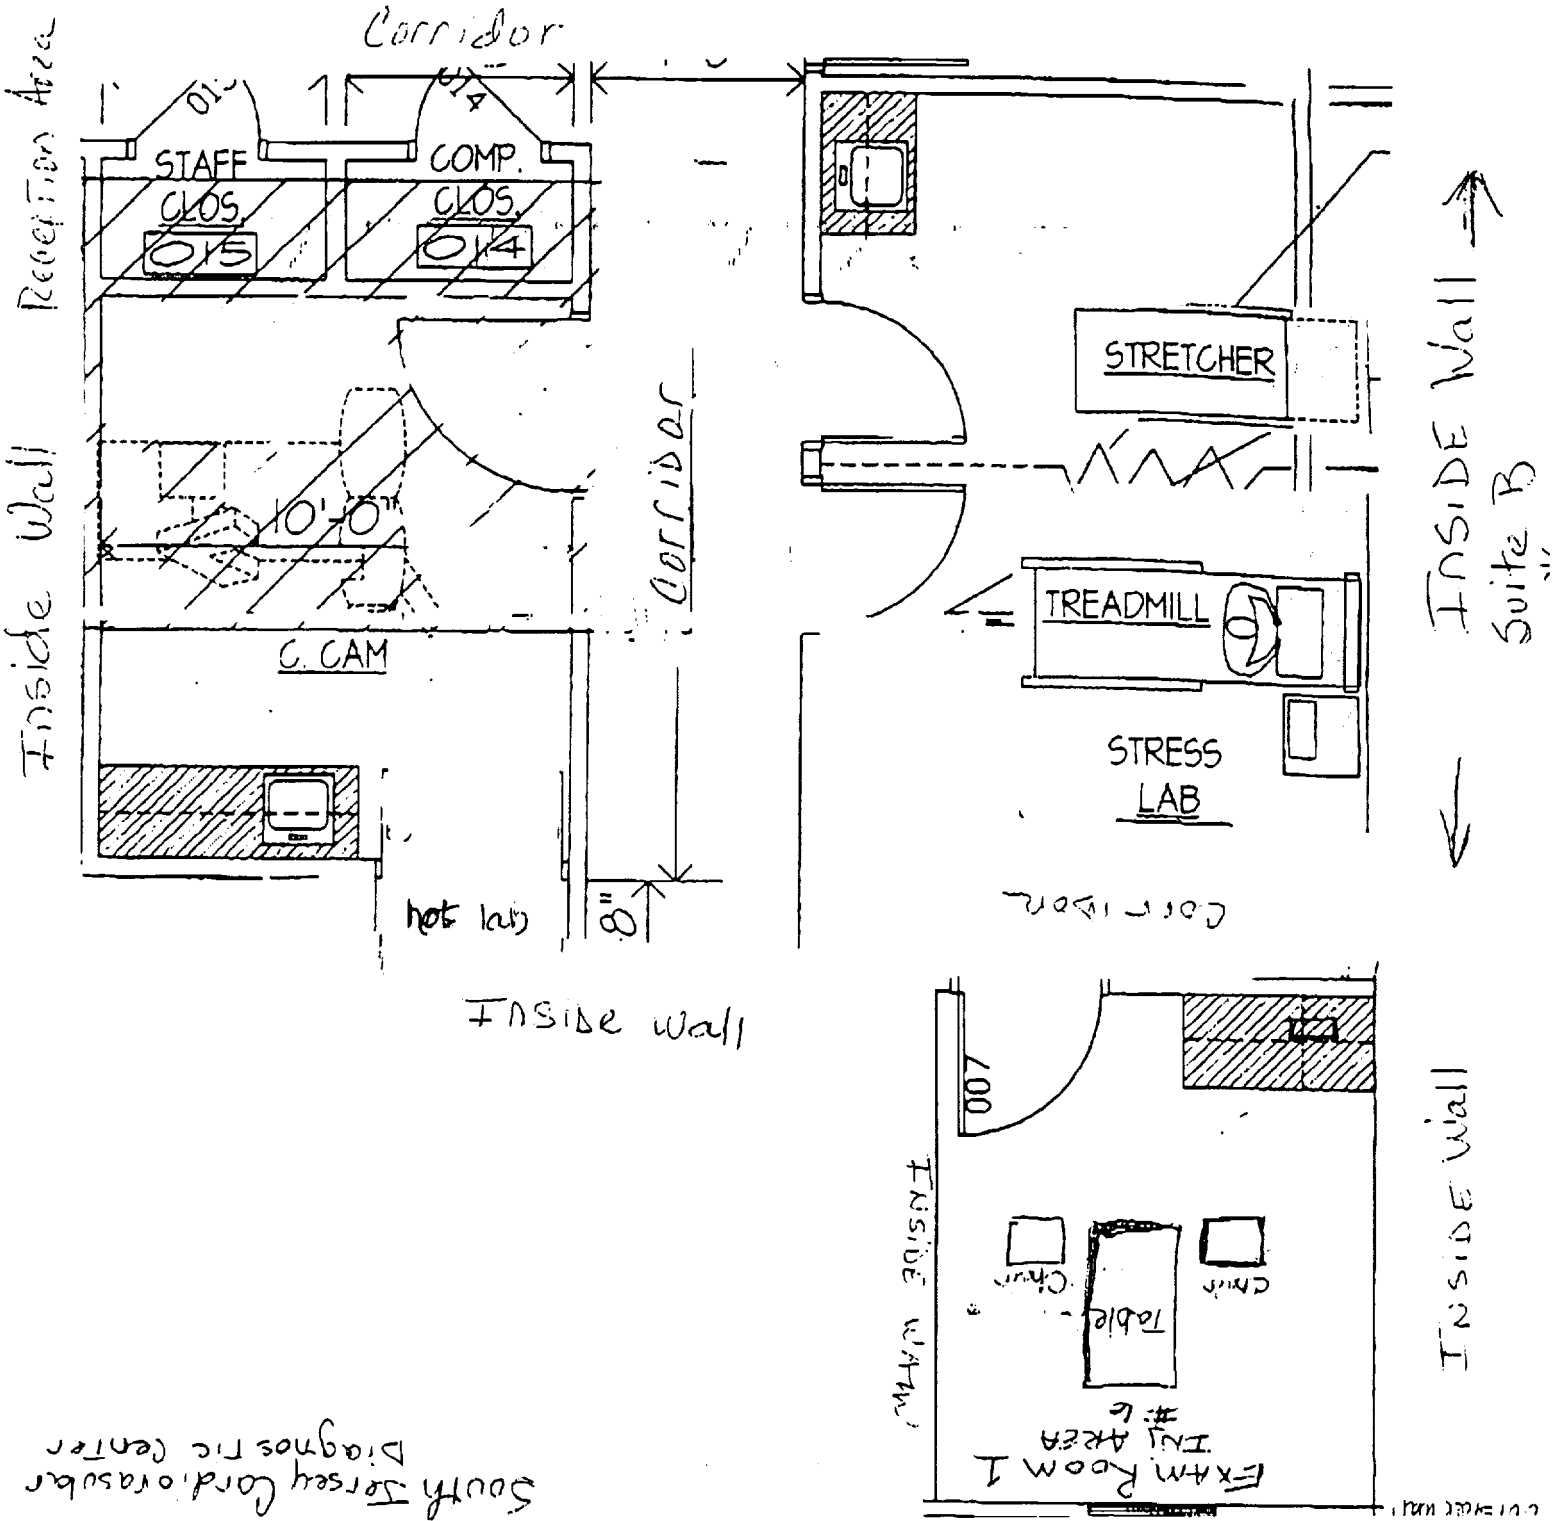 Corridor
Reception Area
014
STAFF
CLOS.
015
COMP.
CLOS.
014
STRETCHER
Inside Wall
Corridor
10'-0"
C. CAM
TREADMILL
STRESS
LAB
INSIDE Wall
Suite B
hot lab
8"
Corridor
INSIDE Wall
007
INSIDE WALL
Chair
Chair
Table
INSIDE Wall
EXAM ROOM 1
INJ AREA
#6
South Jersey Cardiovasular
Diagnostic Center